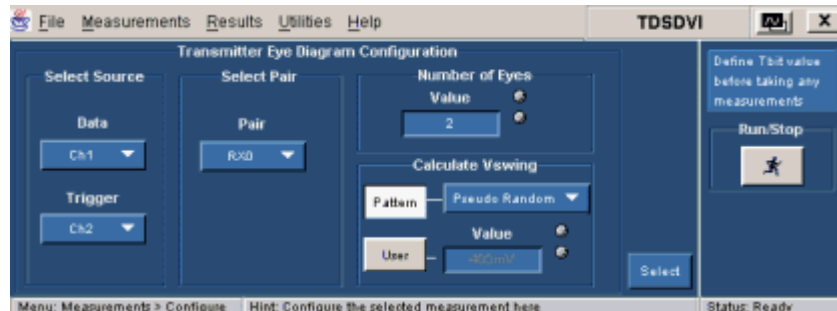 File Measurements Results Utilities Help TDSDVI X
Transmitter Eye Diagram Configuration
Select Source
Data
Ch1
Trigger
Ch2
Select Pair
Pair
RX0
Number of Eyes
Value
2
Calculate Vswing
Pattern
Pseudo Random
User
Value
Select
Define Tbit value
before taking any
measurements
Run/Stop
Menu: Measurements > Configure
Hint: Configure the selected measurement here
Status: Ready